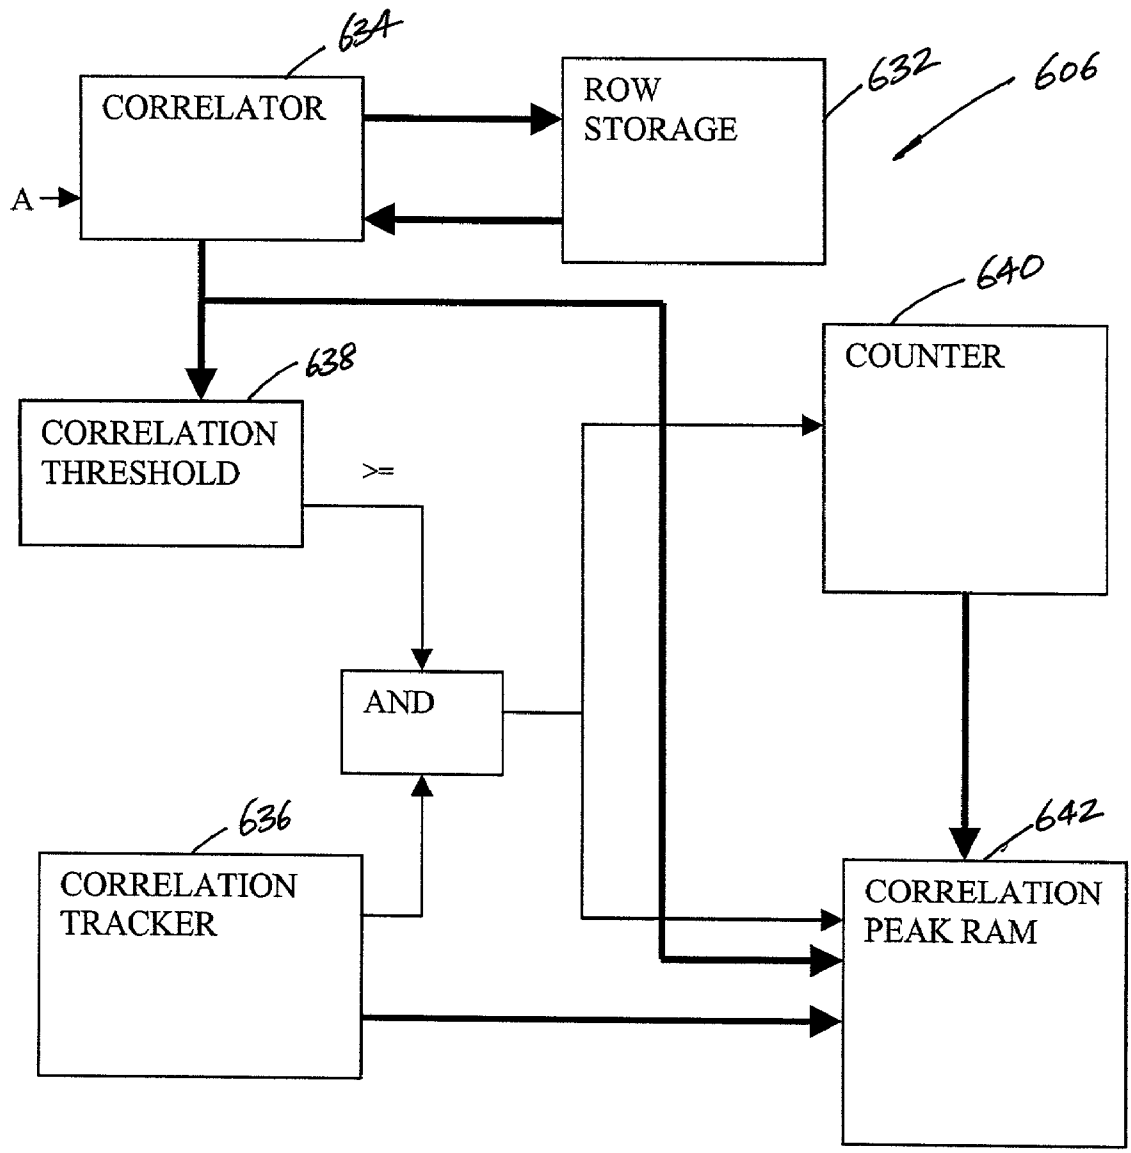 634
CORRELATOR
ROW
STORAGE
632
606
A
640
COUNTER
638
CORRELATION
THRESHOLD
>=
AND
636
CORRELATION
TRACKER
642
CORRELATION
PEAK RAM